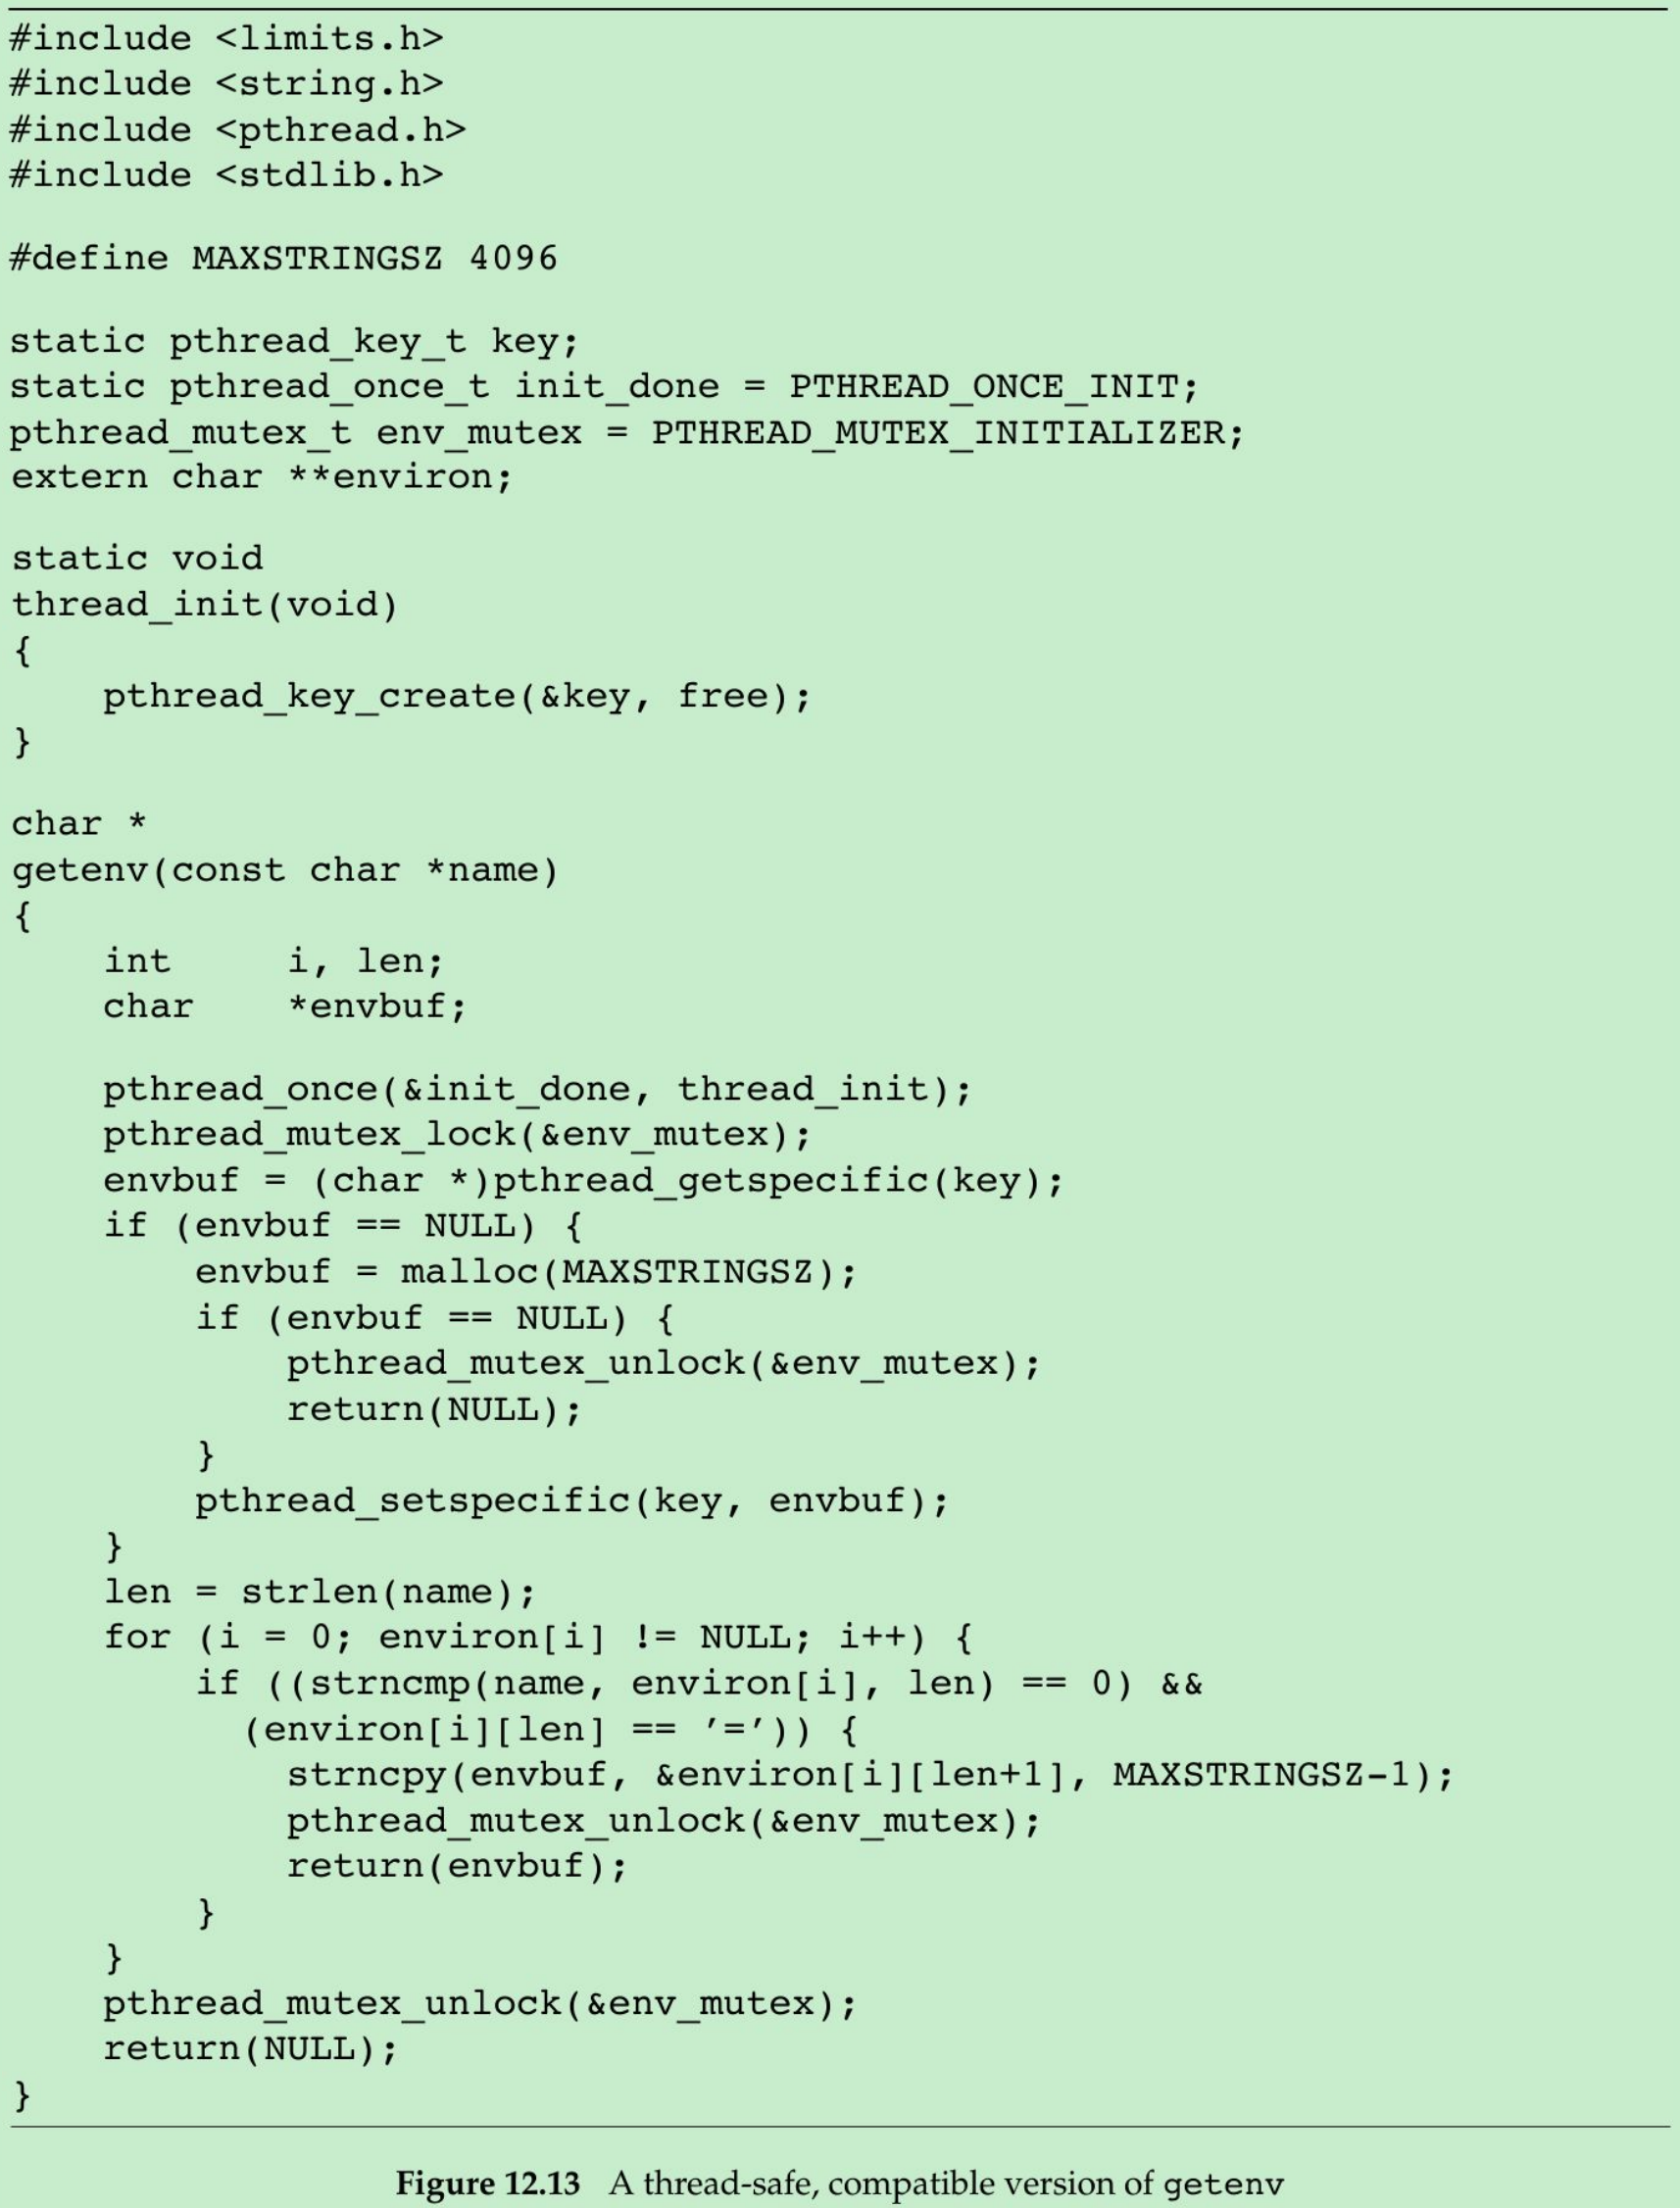 #include <limits.h>
#include <string.h>
#include <pthread.h>
#include <stdlib.h>

#define MAXSTRINGSZ 4096

static pthread_key_t key;
static pthread_once_t init_done = PTHREAD_ONCE_INIT;
pthread_mutex_t env_mutex = PTHREAD_MUTEX_INITIALIZER;
extern char **environ;

static void
thread_init(void)
{
    pthread_key_create(&key, free);
}

char *
getenv(const char *name)
{
    int     i, len;
    char    *envbuf;

    pthread_once(&init_done, thread_init);
    pthread_mutex_lock(&env_mutex);
    envbuf = (char *)pthread_getspecific(key);
    if (envbuf == NULL) {
        envbuf = malloc(MAXSTRINGSZ);
        if (envbuf == NULL) {
            pthread_mutex_unlock(&env_mutex);
            return(NULL);
        }
        pthread_setspecific(key, envbuf);
    }
    len = strlen(name);
    for (i = 0; environ[i] != NULL; i++) {
        if ((strncmp(name, environ[i], len) == 0) &&
          (environ[i][len] == ’=’)) {
            strncpy(envbuf, &environ[i][len+1], MAXSTRINGSZ-1);
            pthread_mutex_unlock(&env_mutex);
            return(envbuf);
        }
    }
    pthread_mutex_unlock(&env_mutex);
    return(NULL);
}
Figure 12.13 A thread-safe, compatible version of getenv